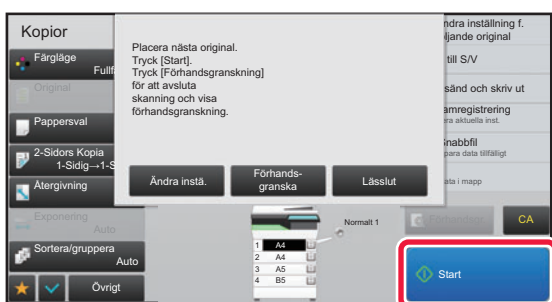 Kopior
Färgläge
Fullf
Original
Pappersval
2-Sidors Kopia
1-Sidig→1-S
Återgivning
Exponering
Auto
Sortera/gruppera
Auto
Övrigt
Placera nästa original.
Tryck [Start].
Tryck [Förhandsgranskning]
för att avsluta
skanning och visa
förhandsgranskning.
Ändra instä.
Förhands-
granska
Lässlut
Normalt 1
1 A4
2 A4
3 A5
4 B5
ndra inställning f.
ljande original
till S/V
sänd och skriv ut
amregistrering
era aktuella inst.
nabbfil
para data tillfälligt
ata i mapp
CA
Start